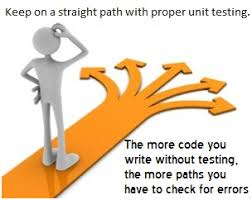 Keep on a straight path with proper unit testing.
The more code you
write without testing,
the more paths you
have to check for errors